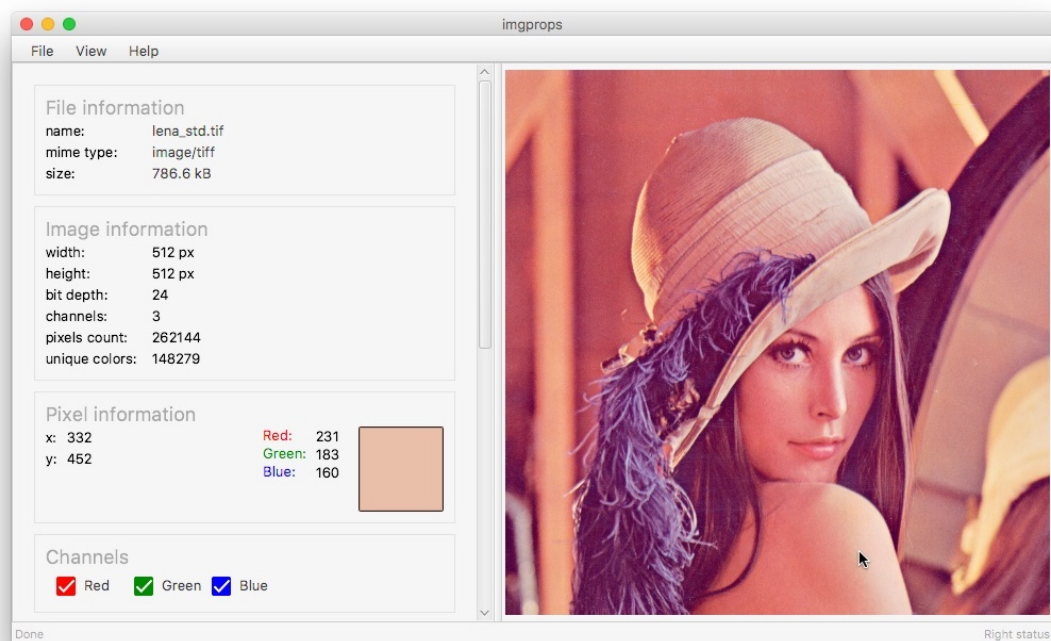 imgprops
File View Help
File information
name: lena_std.tif
mime type: image/tiff
size: 786.6 kB
Image information
width: 512 px
height: 512 px
bit depth: 24
channels: 3
pixels count: 262144
unique colors: 148279
Pixel information
x: 332 Red: 231
Green: 183
y: 452 Blue: 160
Channels
Red Green Blue
Done Right status